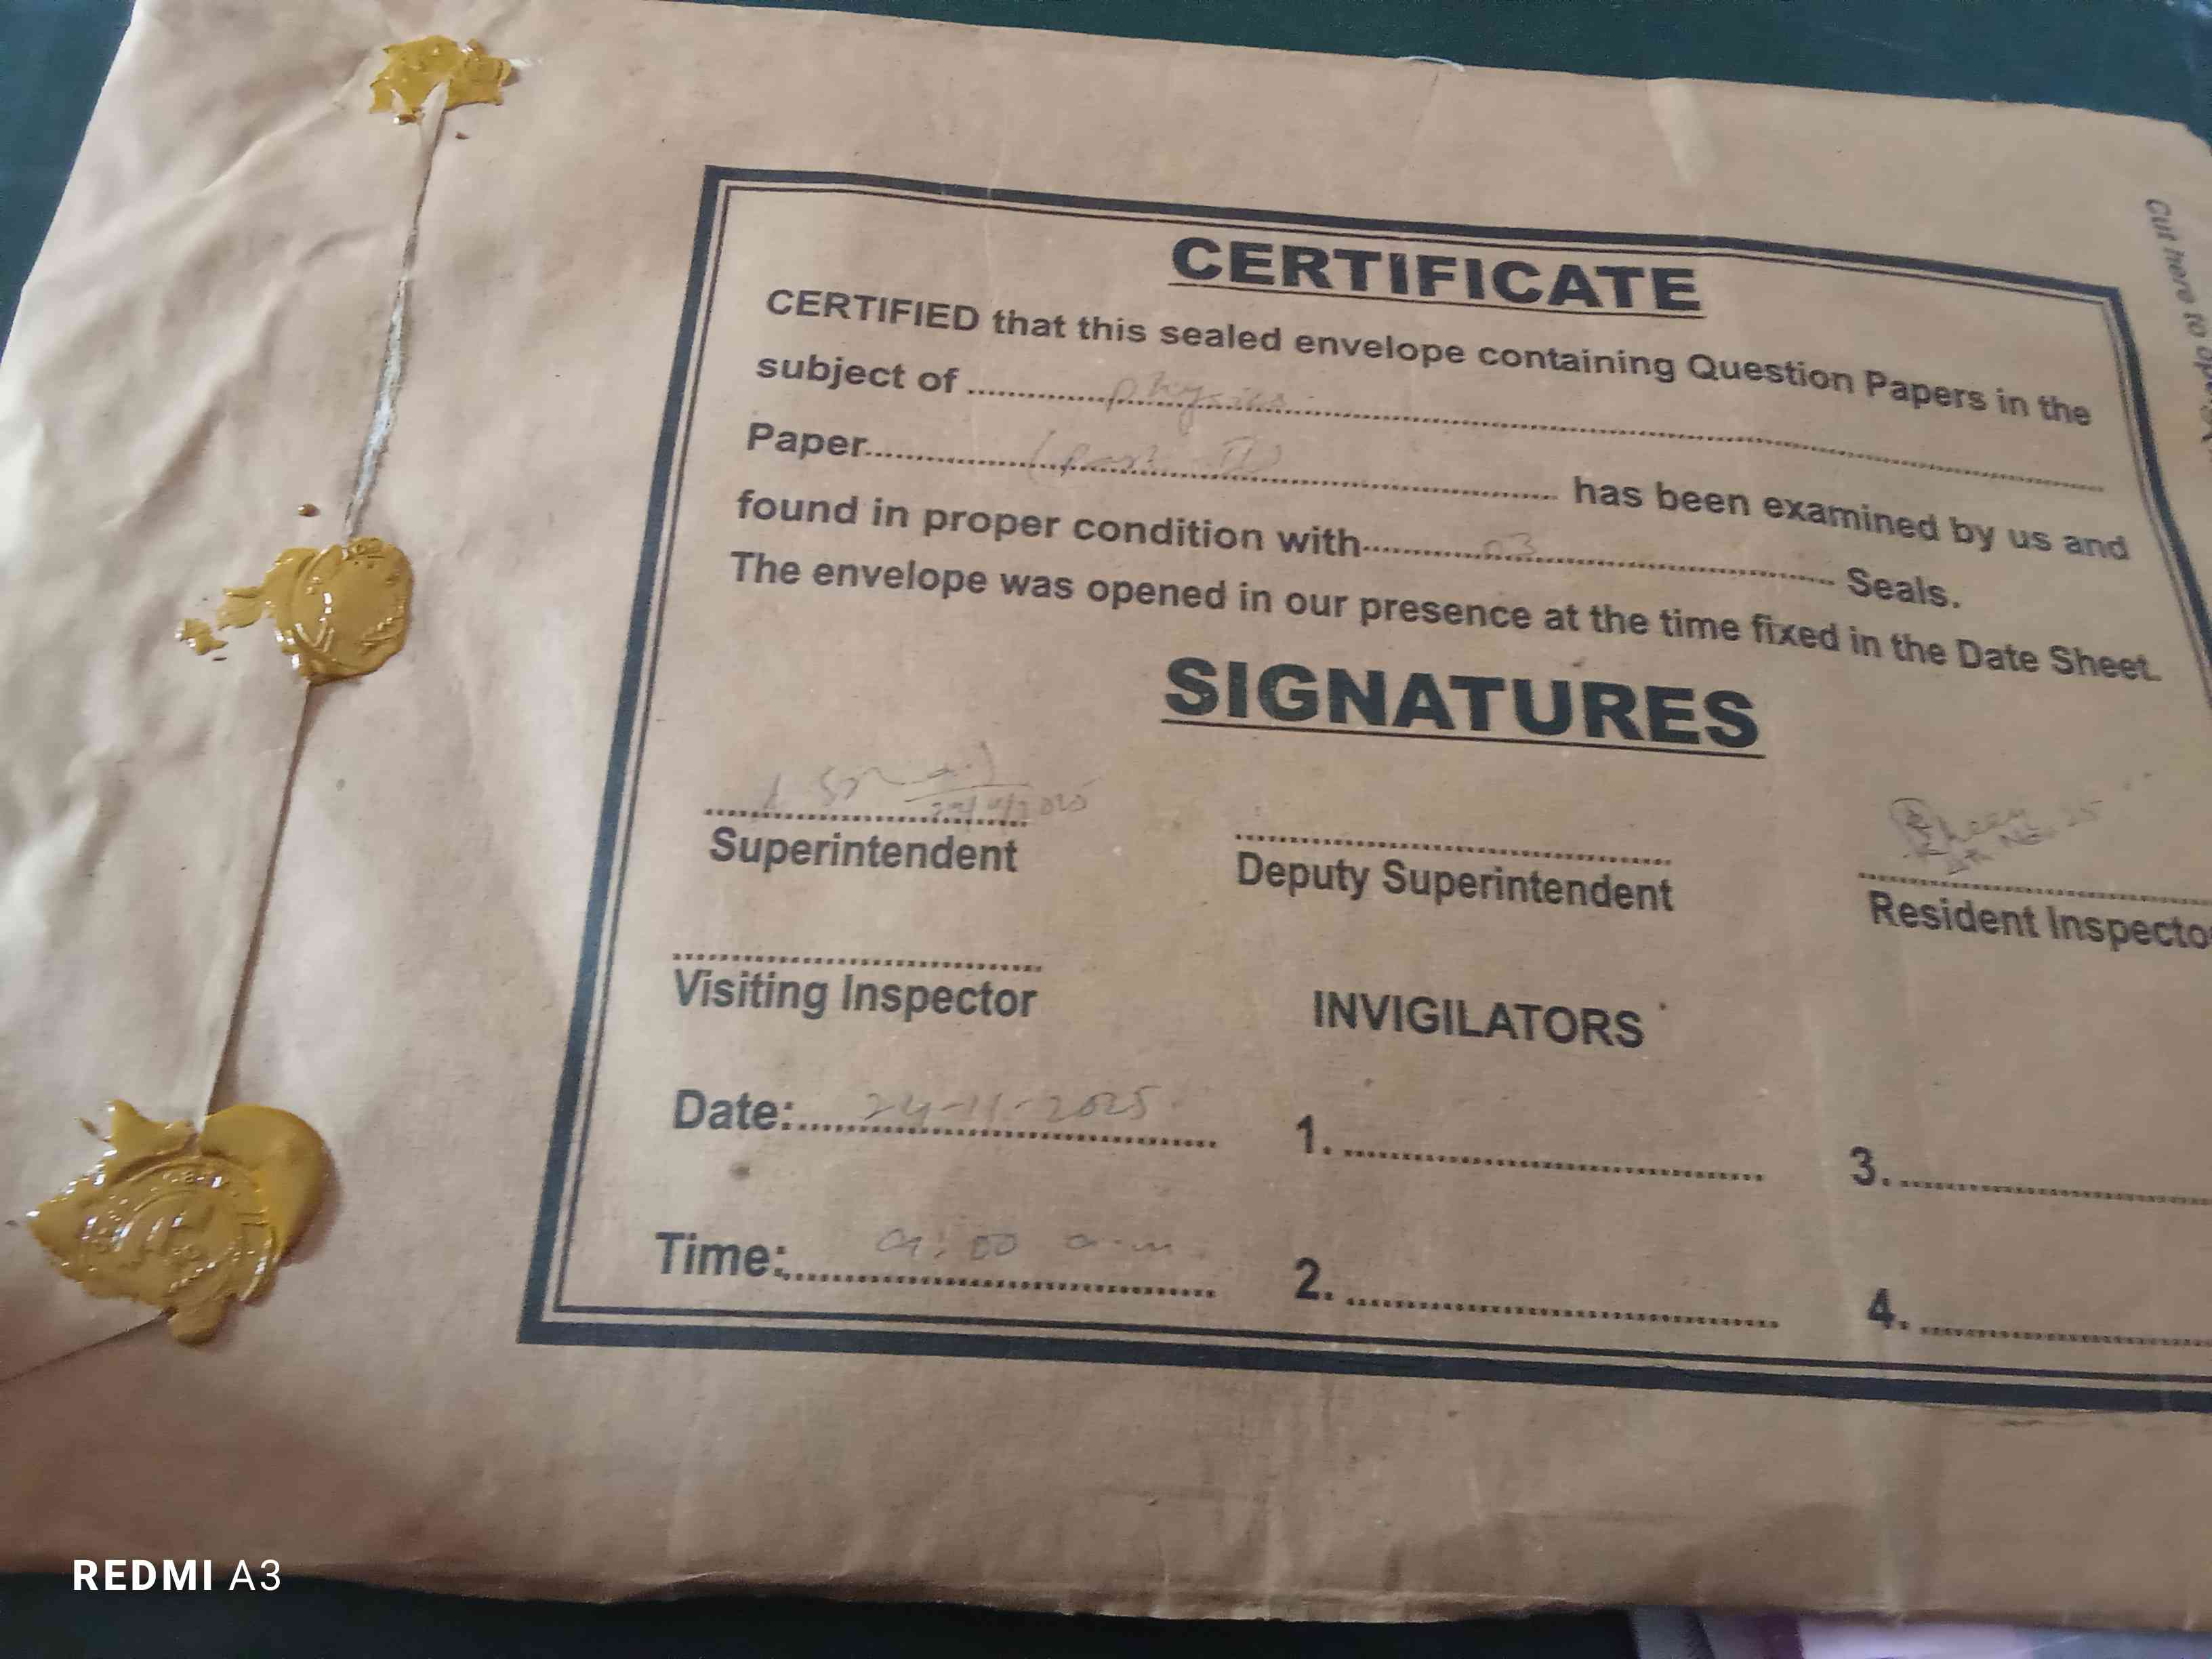 CERTIFICATE
CERTIFIED that this sealed envelope containing Question Papers in the
subject of physics
Paper (Part II) has been examined by us and
found in proper condition with 03 Seals.
The envelope was opened in our presence at the time fixed in the Date Sheet.
SIGNATURES
Superintendent
Deputy Superintendent
Resident Inspecto
Visiting Inspector
INVIGILATORS
Date: 24-11-2025
1.
3.
Time: 9:00 a.m.
2.
4.
Cut here to
REDMI A3